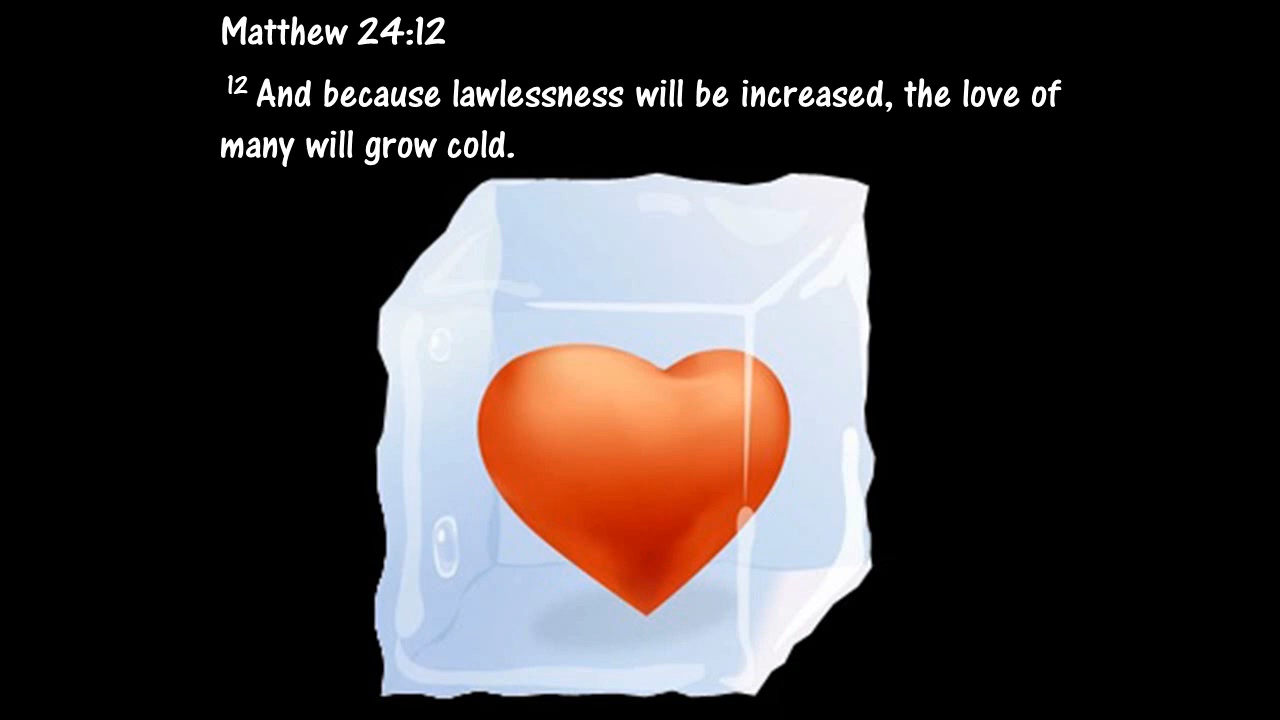 Matthew 24:12
12 And because lawlessness will be increased, the love of
many will grow cold.